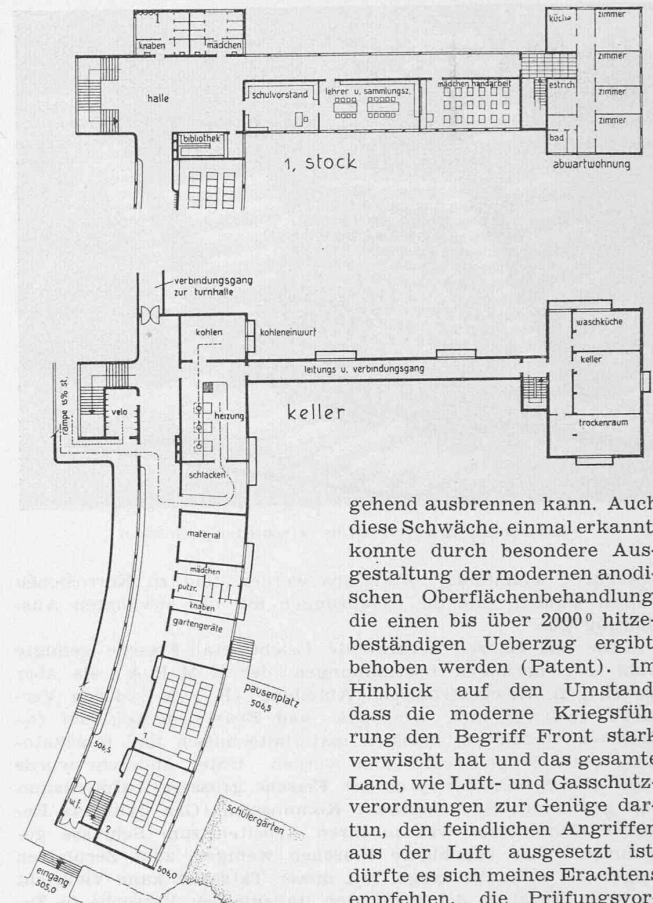 küche
zimmer
1
knaben
mädchen
zimmer
halle
schulvorstand
lehrer u. sammlungsz.
mädchen handarbeit
estrich
zimmer
bibliothek
bad
zimmer
1, stock
abwartwohnung
verbindungsgang
zur turnhalle
kohlen
kohleneinwurf
waschküche
leitungs u. verbindungsgang
keller
rampe 15% st.
velo
heizung
keller
trockenraum
schlacken
material
mädchen
putzr.
knaben
gartengeräte
pausenplatz
506,5
506,5
1
w.f.
2
schülergärten
506,0
eingang
505,0
gehend ausbrennen kann. Auch
diese Schwäche, einmal erkannt
konnte durch besondere Aus-
gestaltung der modernen anodi-
schen Oberflächenbehandlung
die einen bis über 2000° hitze-
beständigen Ueberzug ergibt
behoben werden (Patent). Im
Hinblick auf den Umstand
dass die moderne Kriegsfüh-
rung den Begriff Front stark
verwischt hat und das gesamte
Land, wie Luft- und Gasschutz-
verordnungen zur Genüge dar-
tun, den feindlichen Angriffen
aus der Luft ausgesetzt ist
dürfte es sich meines Erachtens
empfehlen, die Prüfungsvor-